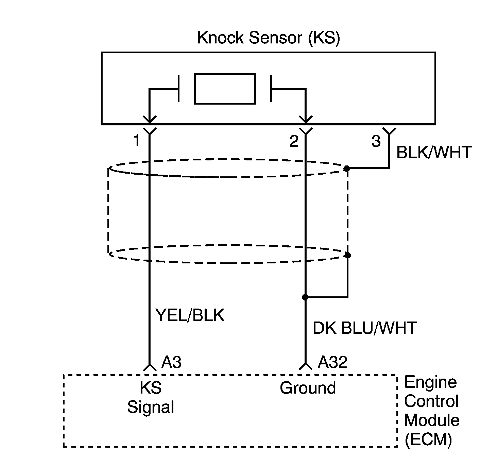 Knock Sensor (KS)
1
2
3
BLK/WHT
YEL/BLK
DK BLU/WHT
A3
A32
KS
Signal
Ground
Engine
Control
Module
(ECM)